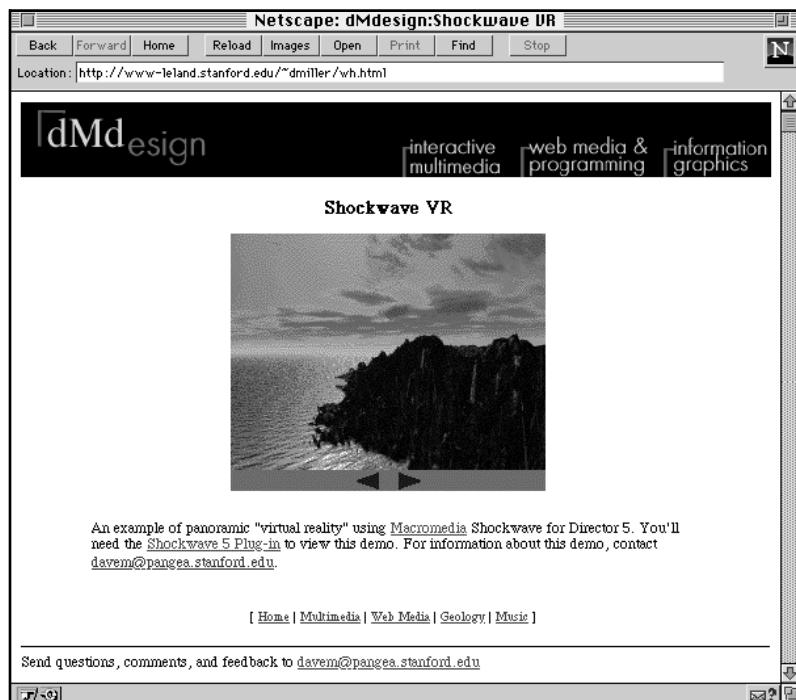 Netscape: dMdesign:Shockwave VR
Back Forward Home Reload Images Open Print Find Stop
N
Location: http://www-leland.stanford.edu/~dmiller/wh.html
dMdesign
interactive multimedia
web media & programming
information graphics
Shockwave VR
An example of panoramic "virtual reality" using Macromedia Shockwave for Director 5. You'll
need the Shockwave 5 Plug-in to view this demo. For information about this demo, contact
davem@pangea.stanford.edu.
[ Home | Multimedia | Web Media | Geology | Music ]
Send questions, comments, and feedback to davem@pangea.stanford.edu
?